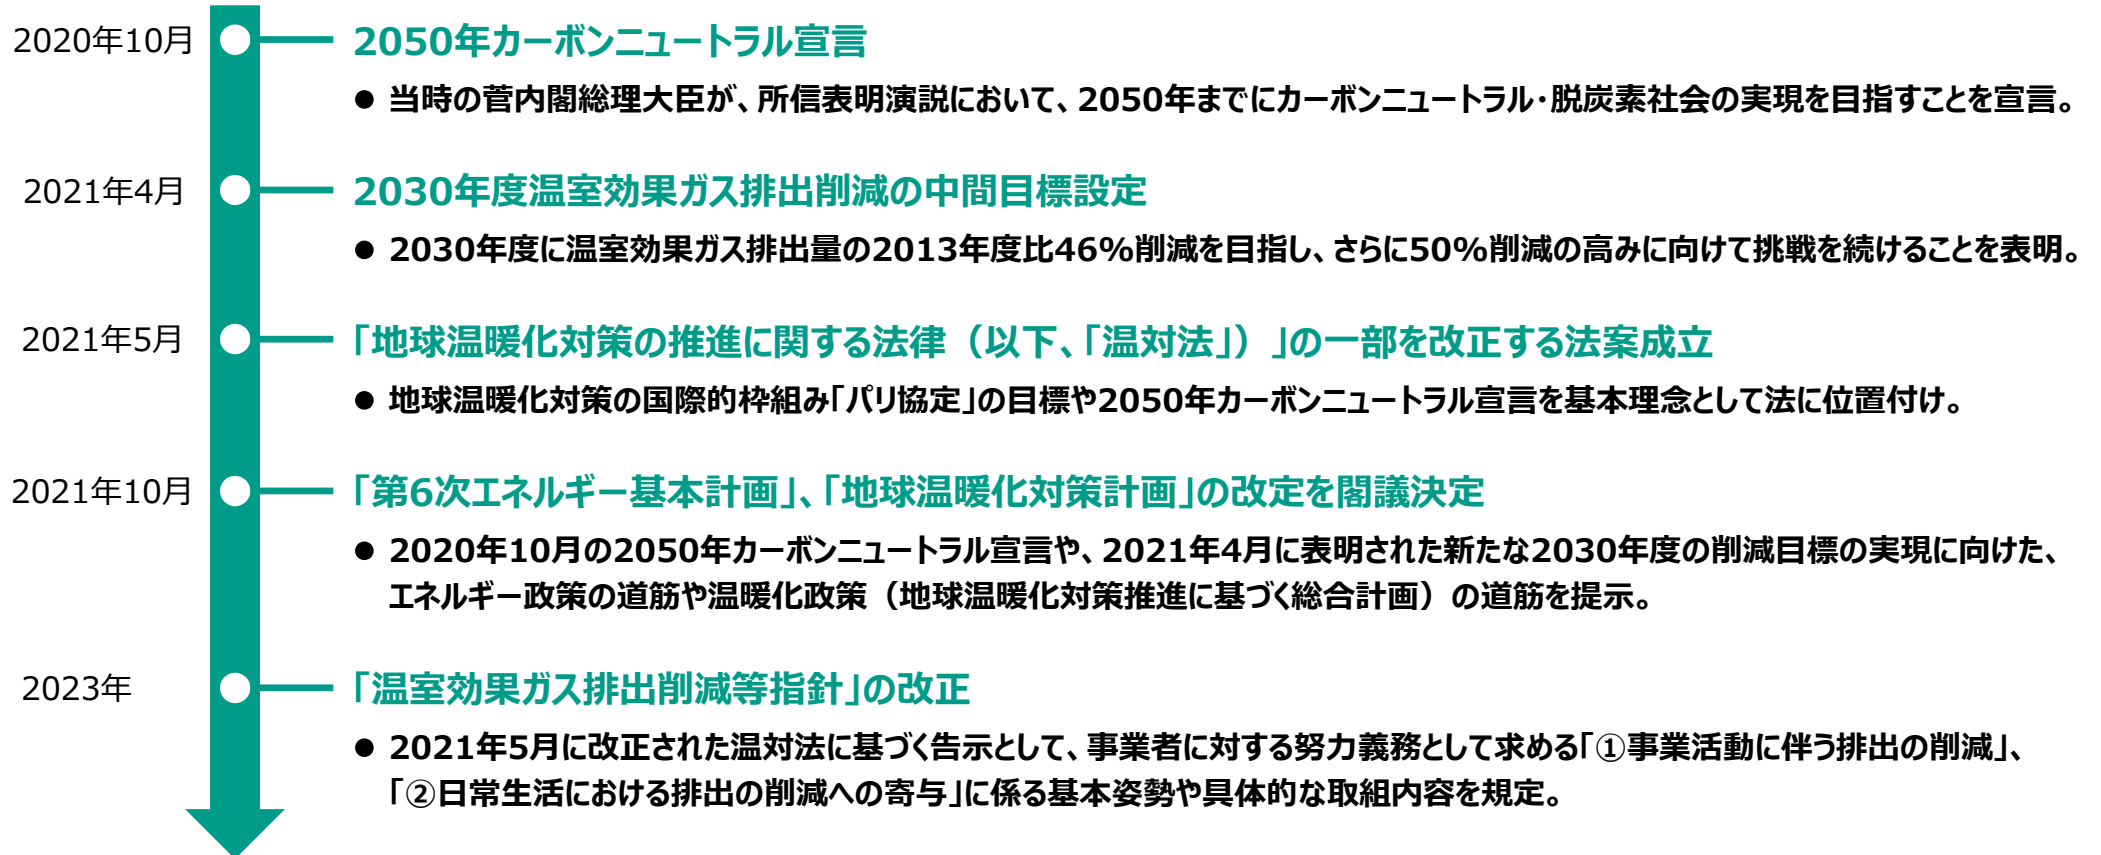 2020年10月
2050年カーボンニュートラル宣言
● 当時の菅内閣総理大臣が、所信表明演説において、2050年までにカーボンニュートラル・脱炭素社会の実現を目指すことを宣言。
2021年4月
2030年度温室効果ガス排出削減の中間目標設定
● 2030年度に温室効果ガス排出量の2013年度比46%削減を目指し、さらに50%削減の高みに向けて挑戦を続けることを表明。
2021年5月
「地球温暖化対策の推進に関する法律（以下、「温対法」）」の一部を改正する法案成立
● 地球温暖化対策の国際的枠組み「パリ協定」の目標や2050年カーボンニュートラル宣言を基本理念として法に位置付け。
2021年10月
「第6次エネルギー基本計画」、「地球温暖化対策計画」の改定を閣議決定
● 2020年10月の2050年カーボンニュートラル宣言や、2021年4月に表明された新たな2030年度の削減目標の実現に向けた、
エネルギー政策の道筋や温暖化政策（地球温暖化対策推進に基づく総合計画）の道筋を提示。
2023年
「温室効果ガス排出削減等指針」の改正
● 2021年5月に改正された温対法に基づく告示として、事業者に対する努力義務として求める「①事業活動に伴う排出の削減」、
「②日常生活における排出の削減への寄与」に係る基本姿勢や具体的な取組内容を規定。